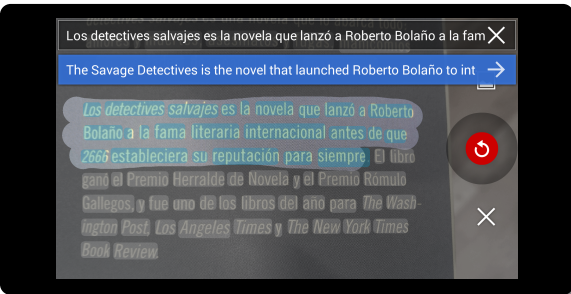 Los detectives salvajes es la novela que lanzó a Roberto Bolaño a la fam
The Savage Detectives is the novel that launched Roberto Bolaño to int
Los detectives salvajes es la novela que lanzó a Roberto
Bolaño a la fama literaria internacional antes de que
2666 estableciera su reputación para siempre. El libro
ganó el Premio Herralde de Novela y el Premio Rómulo
Gallegos, y fue uno de los libros del año para The Wash-
ington Post, Los Angeles Times y The New York Times
Book Review.